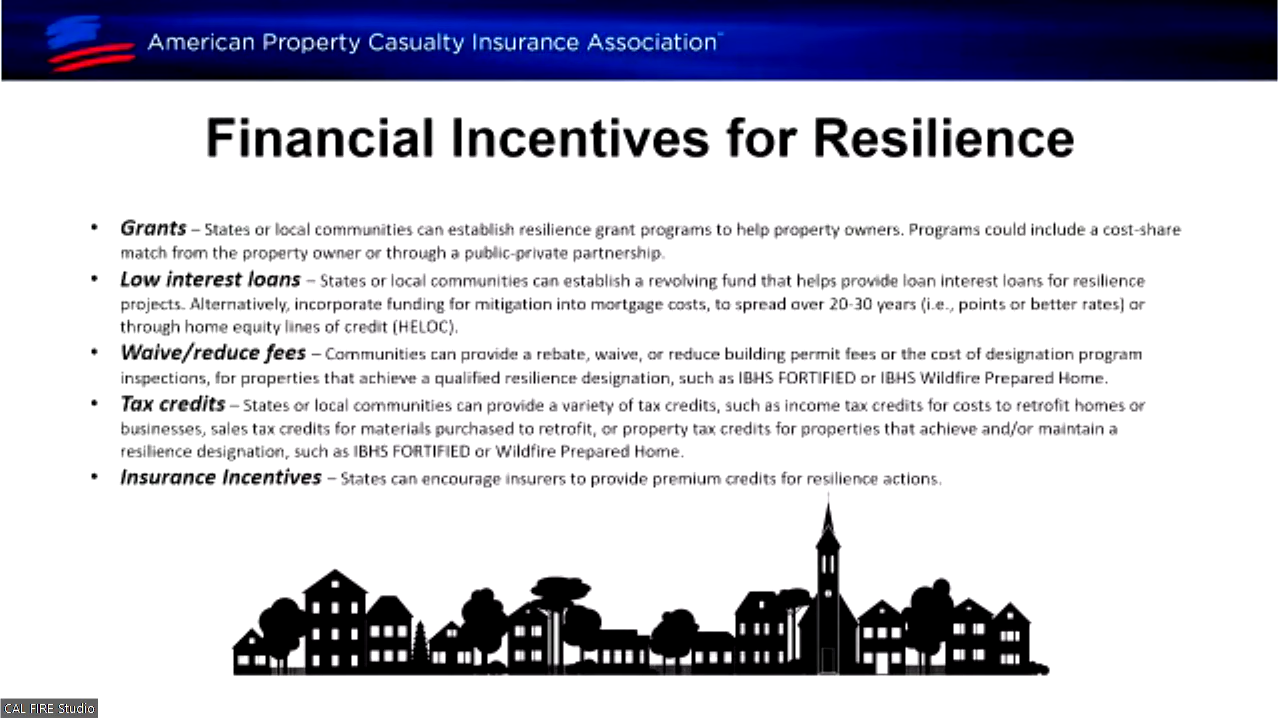 American Property Casualty Insurance Association
Financial Incentives for Resilience
• Grants – States or local communities can establish resilience grant programs to help property owners. Programs could include a cost-share
match from the property owner or through a public-private partnership.
• Low interest loans – States or local communities can establish a revolving fund that helps provide loan interest loans for resilience
projects. Alternatively, incorporate funding for mitigation into mortgage costs, to spread over 20-30 years (i.e., points or better rates) or
through home equity lines of credit (HELOC).
• Waive/reduce fees – Communities can provide a rebate, waive, or reduce building permit fees or the cost of designation program
inspections, for properties that achieve a qualified resilience designation, such as IBHS FORTIFIED or IBHS Wildfire Prepared Home.
• Tax credits – States or local communities can provide a variety of tax credits, such as income tax credits for costs to retrofit homes or
businesses, sales tax credits for materials purchased to retrofit, or property tax credits for properties that achieve and/or maintain a
resilience designation, such as IBHS FORTIFIED or Wildfire Prepared Home.
• Insurance Incentives – States can encourage insurers to provide premium credits for resilience actions.
CAL FIRE Studio